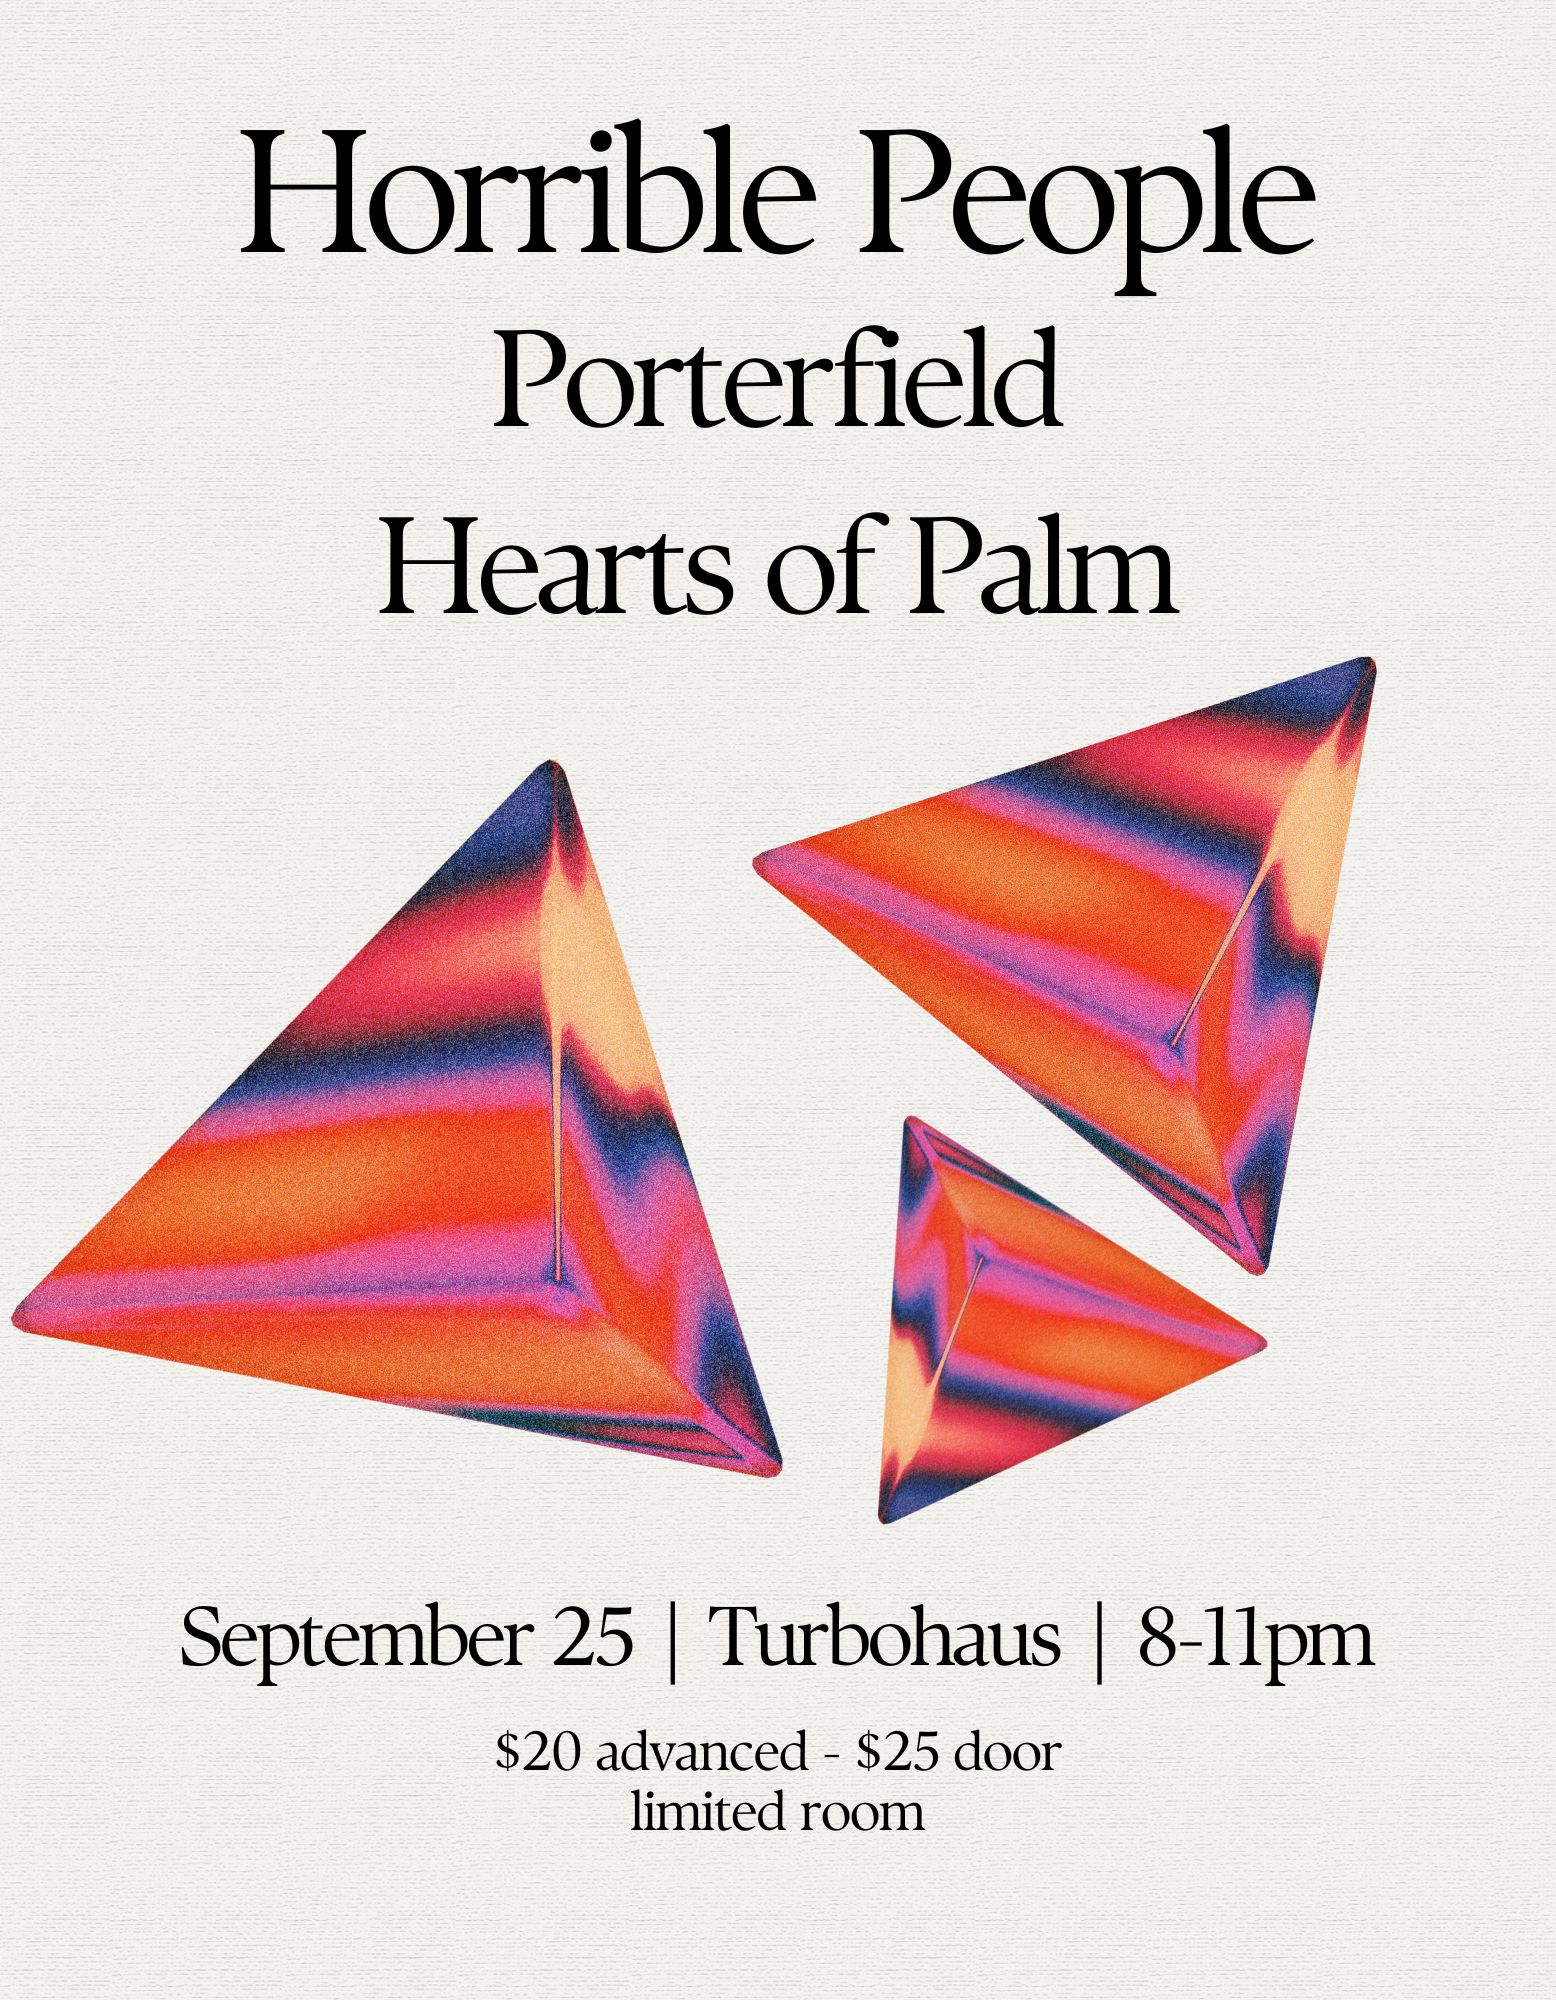 Horrible People
Porterfield
Hearts of Palm
September 25 | Turbohaus | 8-11pm
$20 advanced - $25 door
limited room